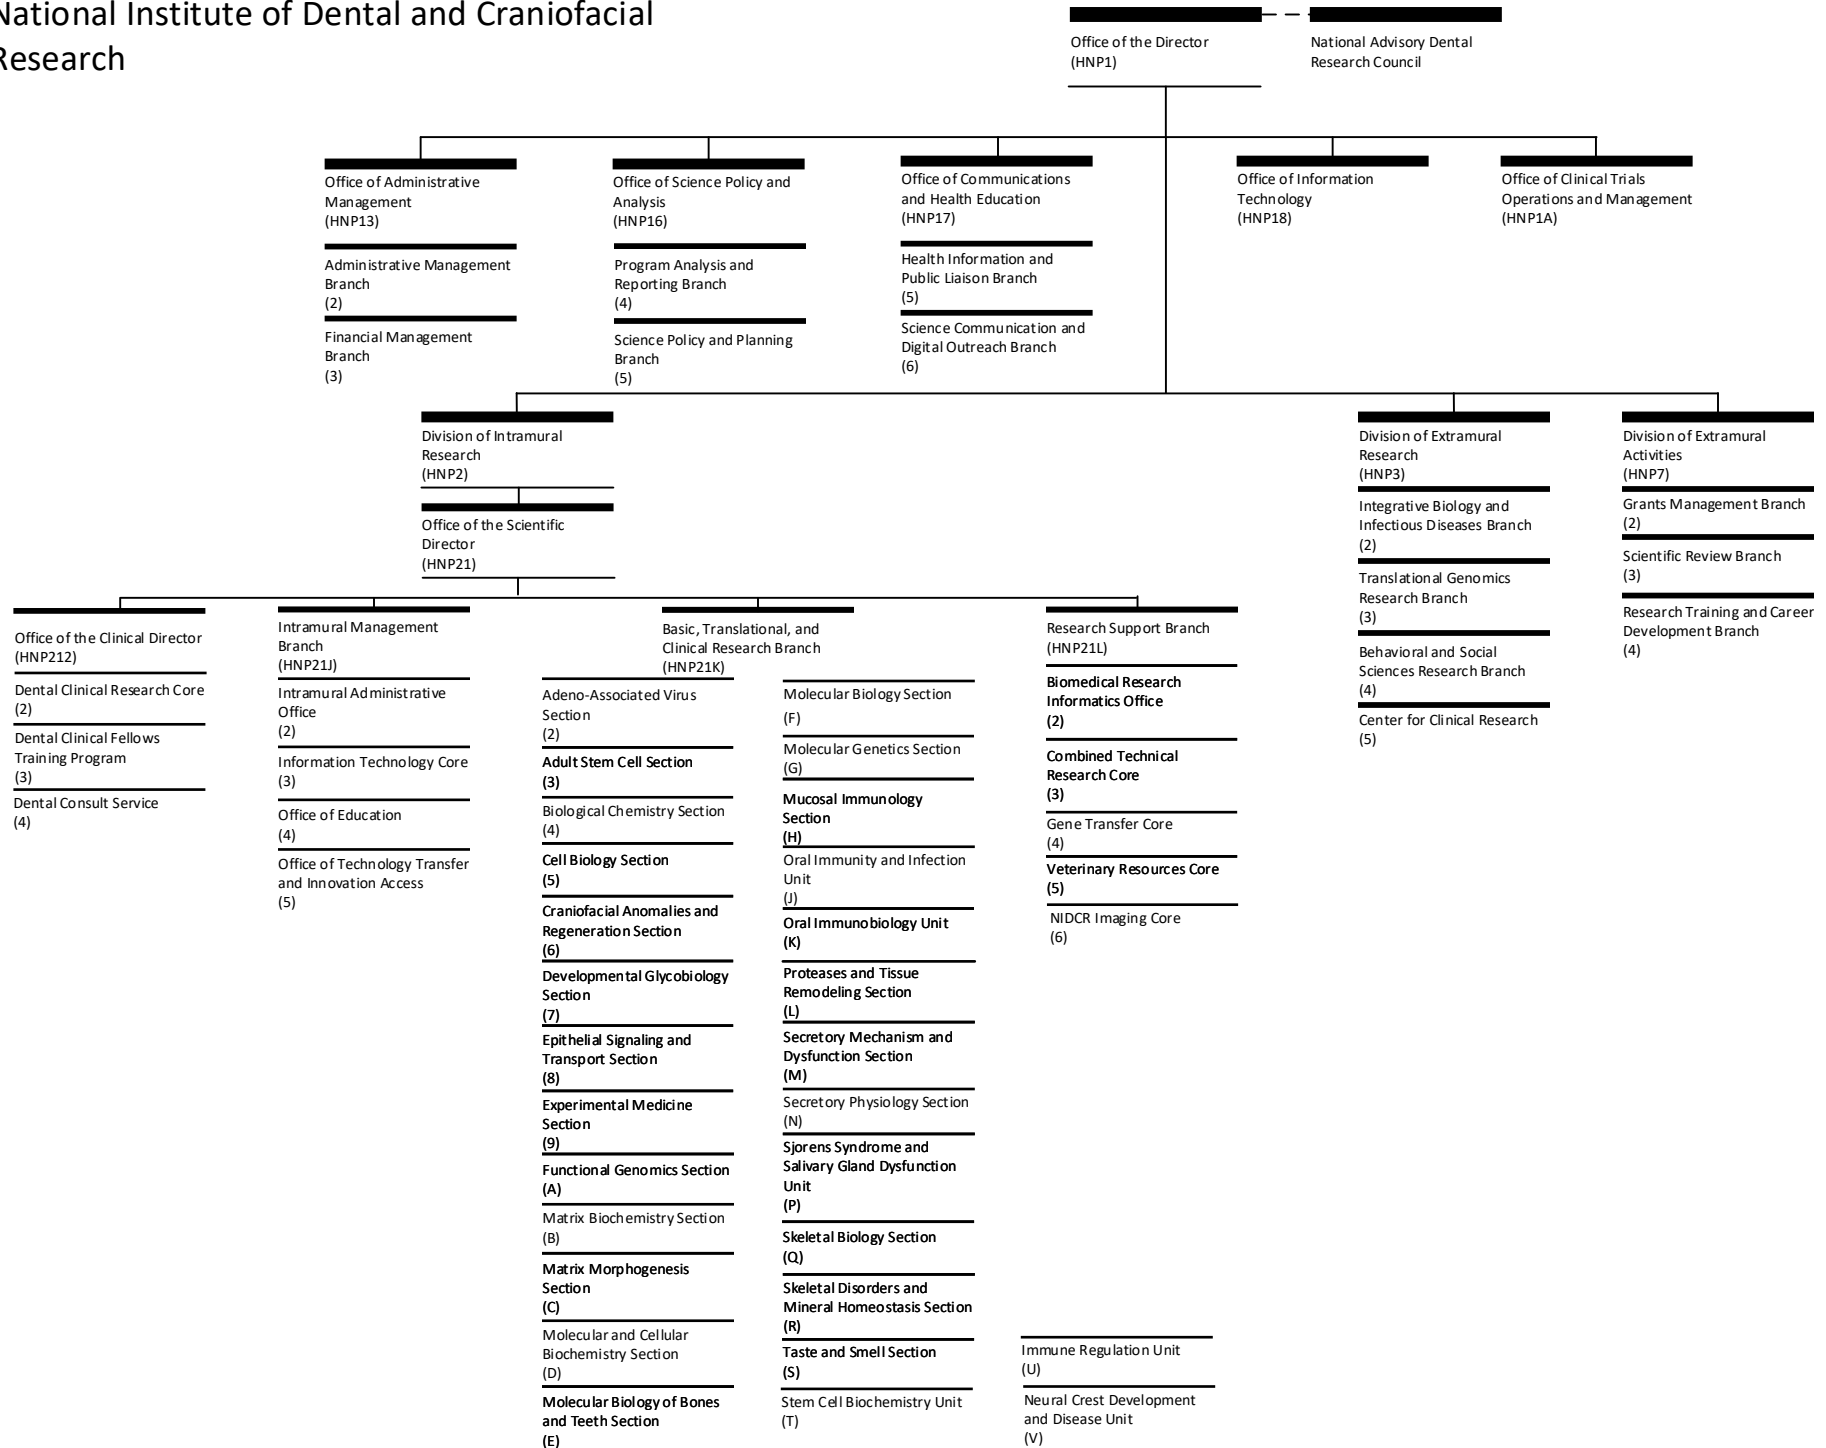 National Institute of Dental and Craniofacial
Research
Office of the Director
(HNP1)
National Advisory Dental
Research Council
Office of Administrative
Management
(HNP13)
Administrative Management
Branch
(2)
Financial Management
Branch
(3)
Office of Science Policy and
Analysis
(HNP16)
Program Analysis and
Reporting Branch
(4)
Science Policy and Planning
Branch
(5)
Office of Communications
and Health Education
(HNP17)
Health Information and
Public Liaison Branch
(5)
Science Communication and
Digital Outreach Branch
(6)
Office of Information
Technology
(HNP18)
Office of Clinical Trials
Operations and Management
(HNP1A)
Division of Intramural
Research
(HNP2)
Office of the Scientific
Director
(HNP21)
Division of Extramural
Research
(HNP3)
Integrative Biology and
Infectious Diseases Branch
(2)
Translational Genomics
Research Branch
(3)
Behavioral and Social
Sciences Research Branch
(4)
Center for Clinical Research
(5)
Division of Extramural
Activities
(HNP7)
Grants Management Branch
(2)
Scientific Review Branch
(3)
Research Training and Career
Development Branch
(4)
Office of the Clinical Director
(HNP212)
Dental Clinical Research Core
(2)
Dental Clinical Fellows
Training Program
(3)
Dental Consult Service
(4)
Intramural Management
Branch
(HNP21J)
Intramural Administrative
Office
(2)
Information Technology Core
(3)
Office of Education
(4)
Office of Technology Transfer
and Innovation Access
(5)
Basic, Translational, and
Clinical Research Branch
(HNP21K)
Adeno-Associated Virus
Section
(2)
Adult Stem Cell Section
(3)
Biological Chemistry Section
(4)
Cell Biology Section
(5)
Craniofacial Anomalies and
Regeneration Section
(6)
Developmental Glycobiology
Section
(7)
Epithelial Signaling and
Transport Section
(8)
Experimental Medicine
Section
(9)
Functional Genomics Section
(A)
Matrix Biochemistry Section
(B)
Matrix Morphogenesis
Section
(C)
Molecular and Cellular
Biochemistry Section
(D)
Molecular Biology of Bones
and Teeth Section
(E)
Molecular Biology Section
(F)
Molecular Genetics Section
(G)
Mucosal Immunology
Section
(H)
Oral Immunity and Infection
Unit
(J)
Oral Immunobiology Unit
(K)
Proteases and Tissue
Remodeling Section
(L)
Secretory Mechanism and
Dysfunction Section
(M)
Secretory Physiology Section
(N)
Sjorens Syndrome and
Salivary Gland Dysfunction
Unit
(P)
Skeletal Biology Section
(Q)
Skeletal Disorders and
Mineral Homeostasis Section
(R)
Taste and Smell Section
(S)
Stem Cell Biochemistry Unit
(T)
Immune Regulation Unit
(U)
Neural Crest Development
and Disease Unit
(V)
Research Support Branch
(HNP21L)
Biomedical Research
Informatics Office
(2)
Combined Technical
Research Core
(3)
Gene Transfer Core
(4)
Veterinary Resources Core
(5)
NIDCR Imaging Core
(6)